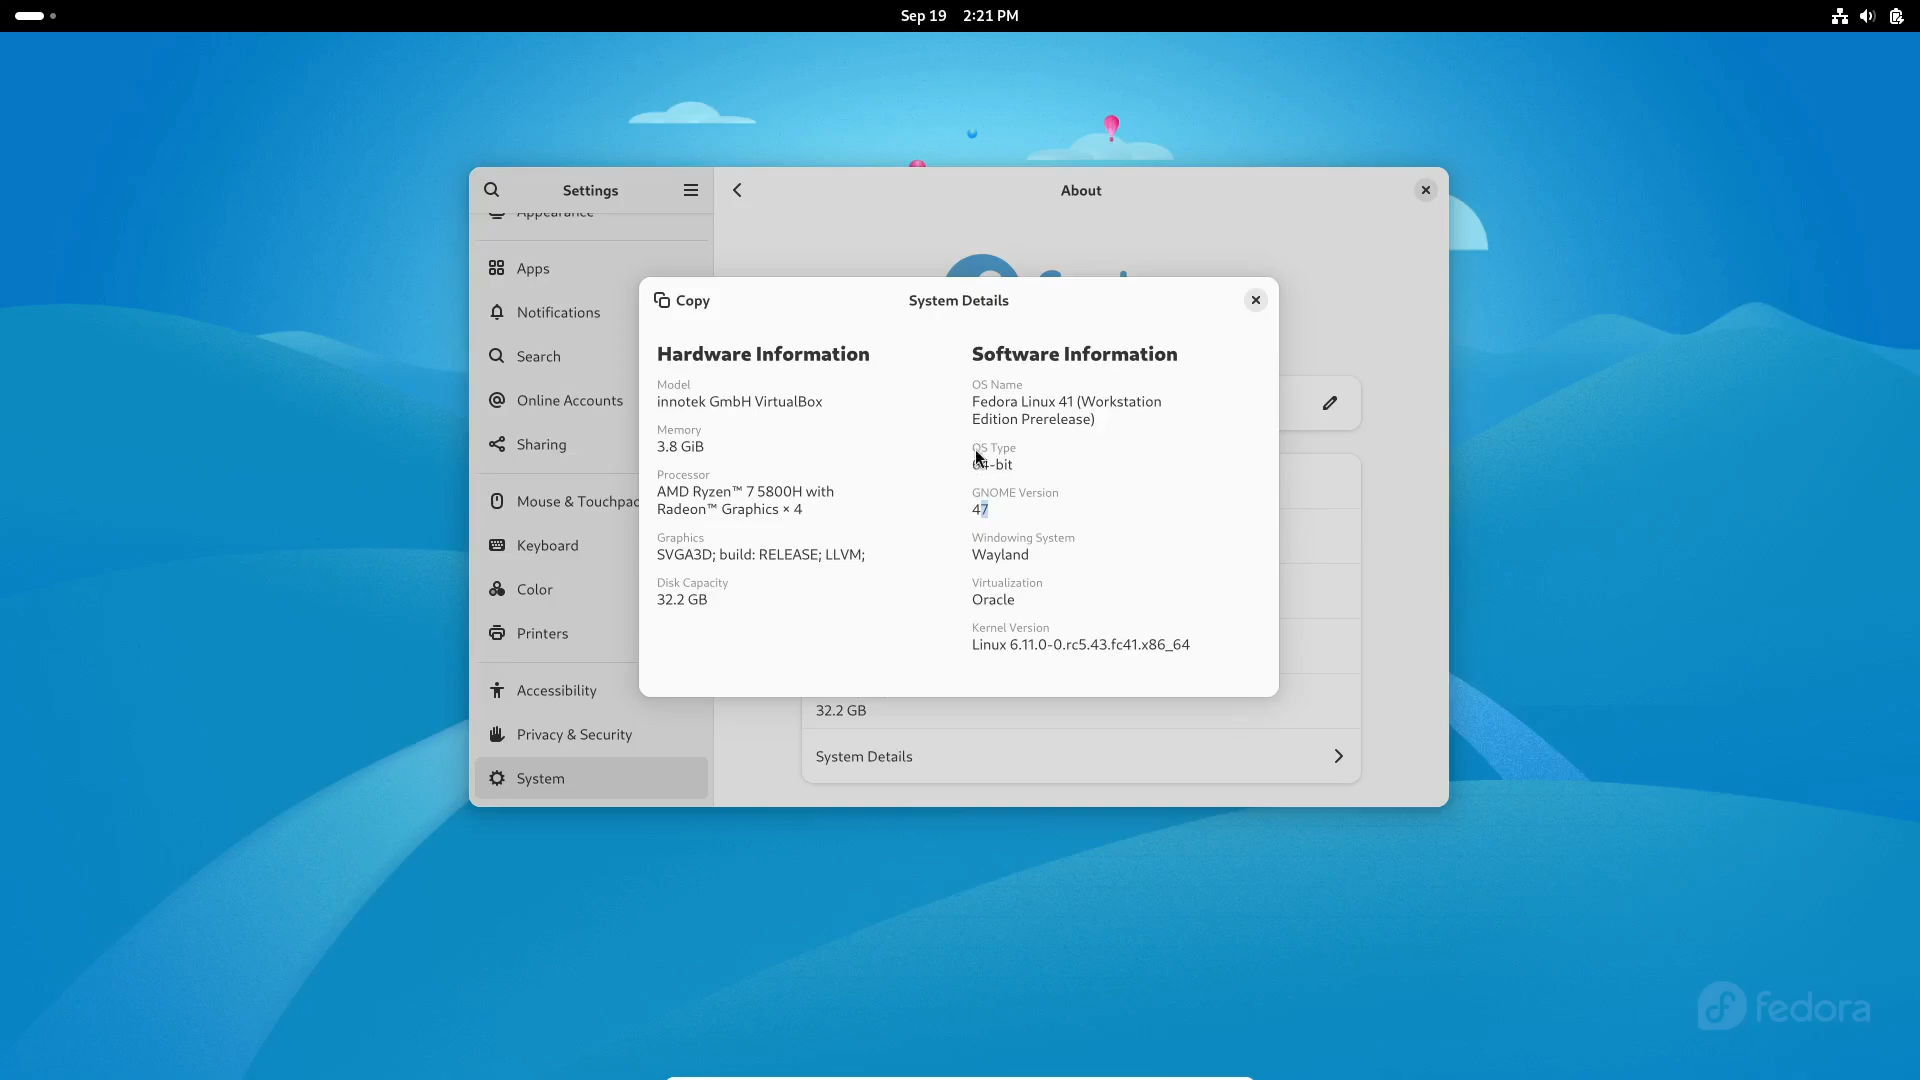 Sep 19 2:21 PM
Settings
About
Appearance
Apps
Notifications
Search
Online Accounts
Sharing
Mouse & Touchpad
Keyboard
Color
Printers
Accessibility
Privacy & Security
System
Copy
System Details
Hardware Information
Model
innotek GmbH VirtualBox
Memory
3.8 GiB
Processor
AMD Ryzen™ 7 5800H with
Radeon™ Graphics × 4
Graphics
SVGA3D; build: RELEASE; LLVM;
Disk Capacity
32.2 GB
Software Information
OS Name
Fedora Linux 41 (Workstation
Edition Prerelease)
OS Type
64-bit
GNOME Version
47
Windowing System
Wayland
Virtualization
Oracle
Kernel Version
Linux 6.11.0-0.rc5.43.fc41.x86_64
32.2 GB
System Details
fedora